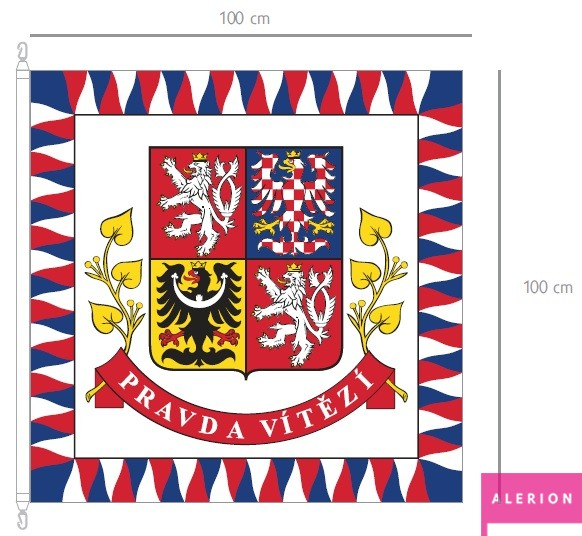 100 cm
100 cm
PRAVDA VÍTĚZÍ
ALERION